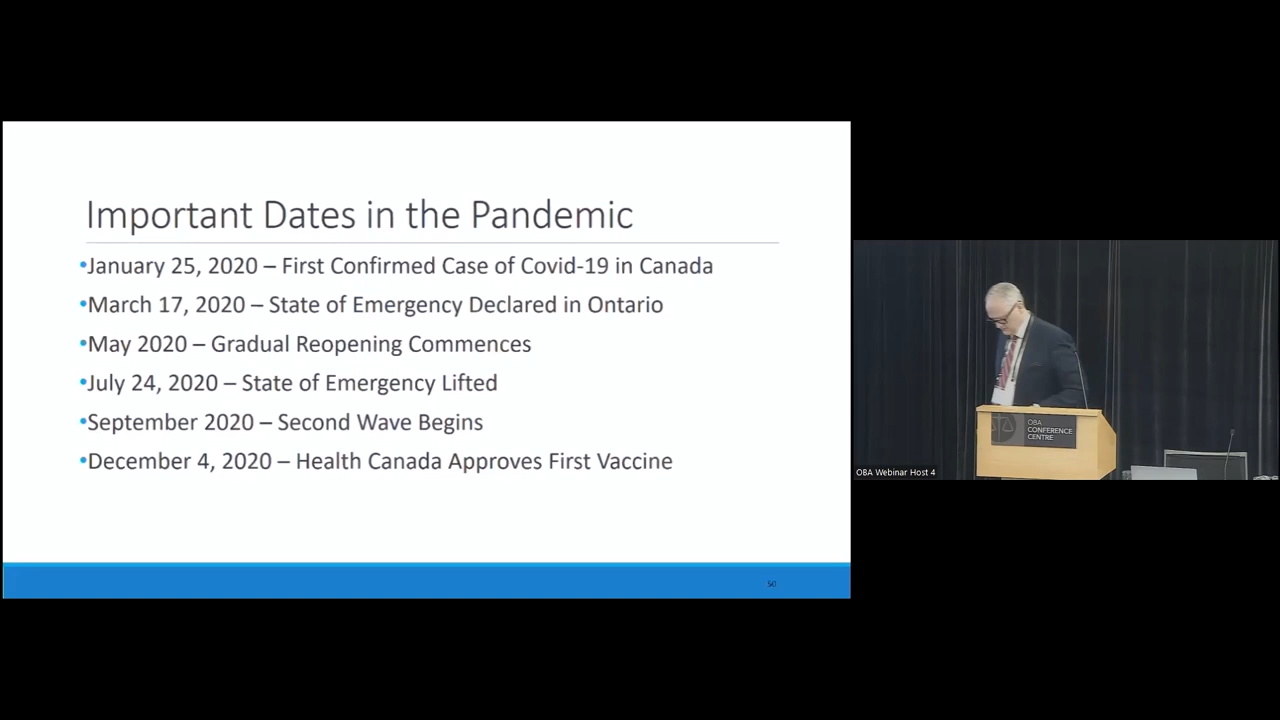 Important Dates in the Pandemic
•January 25, 2020 – First Confirmed Case of Covid-19 in Canada
•March 17, 2020 – State of Emergency Declared in Ontario
•May 2020 – Gradual Reopening Commences
•July 24, 2020 – State of Emergency Lifted
•September 2020 – Second Wave Begins
•December 4, 2020 – Health Canada Approves First Vaccine
50
OBA
CONFERENCE
CENTRE
OBA Webinar Host 4